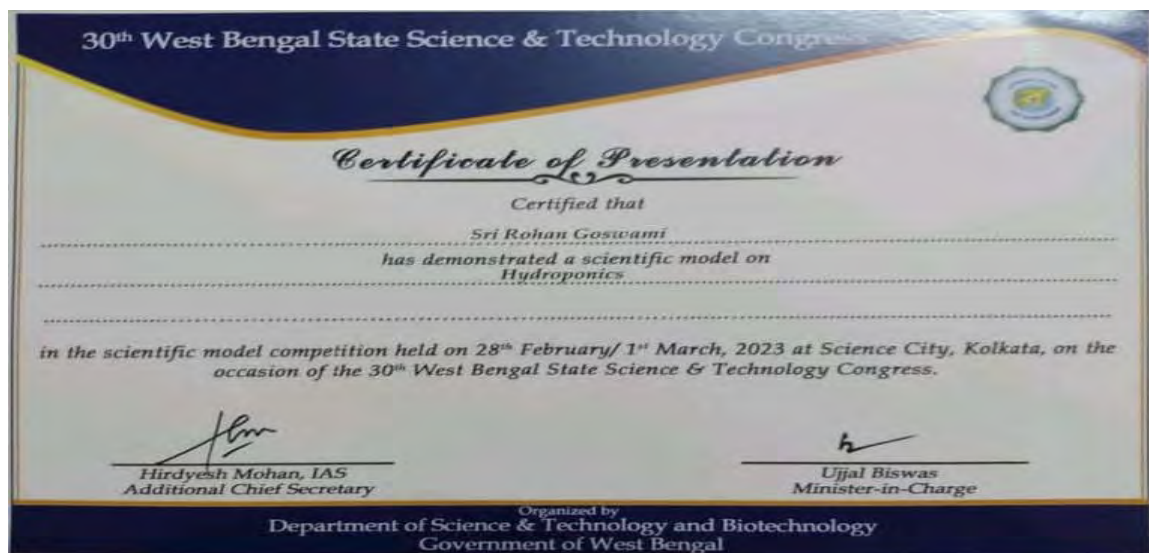 30th West Bengal State Science & Technology Congress
Certificate of Presentation
Certified that
Sri Rohan Goswami
has demonstrated a scientific model on
Hydroponics
in the scientific model competition held on 28th February/ 1st March, 2023 at Science City, Kolkata, on the
occasion of the 30th West Bengal State Science & Technology Congress.
Hirdyesh Mohan, IAS
Additional Chief Secretary
Ujjal Biswas
Minister-in-Charge
Organized by
Department of Science & Technology and Biotechnology
Government of West Bengal